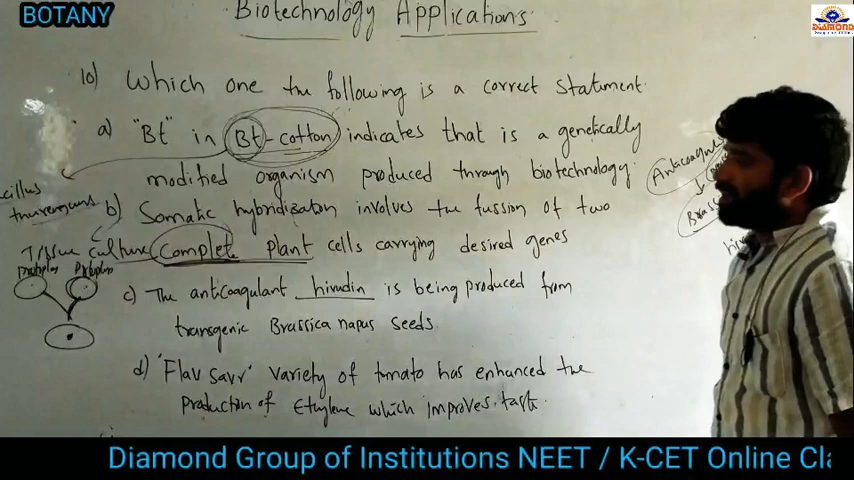 BOTANY
Biotechnology Applications
DIAMOND
10) Which one the following is a correct Statement
a) "Bt" in Bt-cotton indicates that is a genetically
modified organism produced through biotechnology.
b) Somatic hybridization involves the fussion of two
Complete plant cells carrying desired genes
c) The anticoagulant hirudin is being produced from
transgenic Brassica napus seeds.
d) 'Flav savr' variety of tomato has enhanced the
Production of Ethylene which improves taste.
Tissue culture
Diamond Group of Institutions NEET / K-CET Online Cla